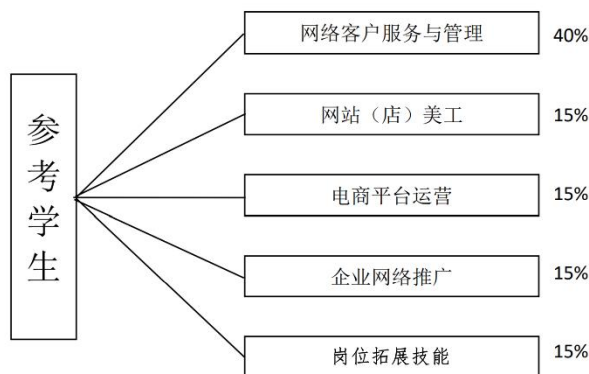 参考学生
网络客户服务与管理 40%
网站（店）美工 15%
电商平台运营 15%
企业网络推广 15%
岗位拓展技能 15%